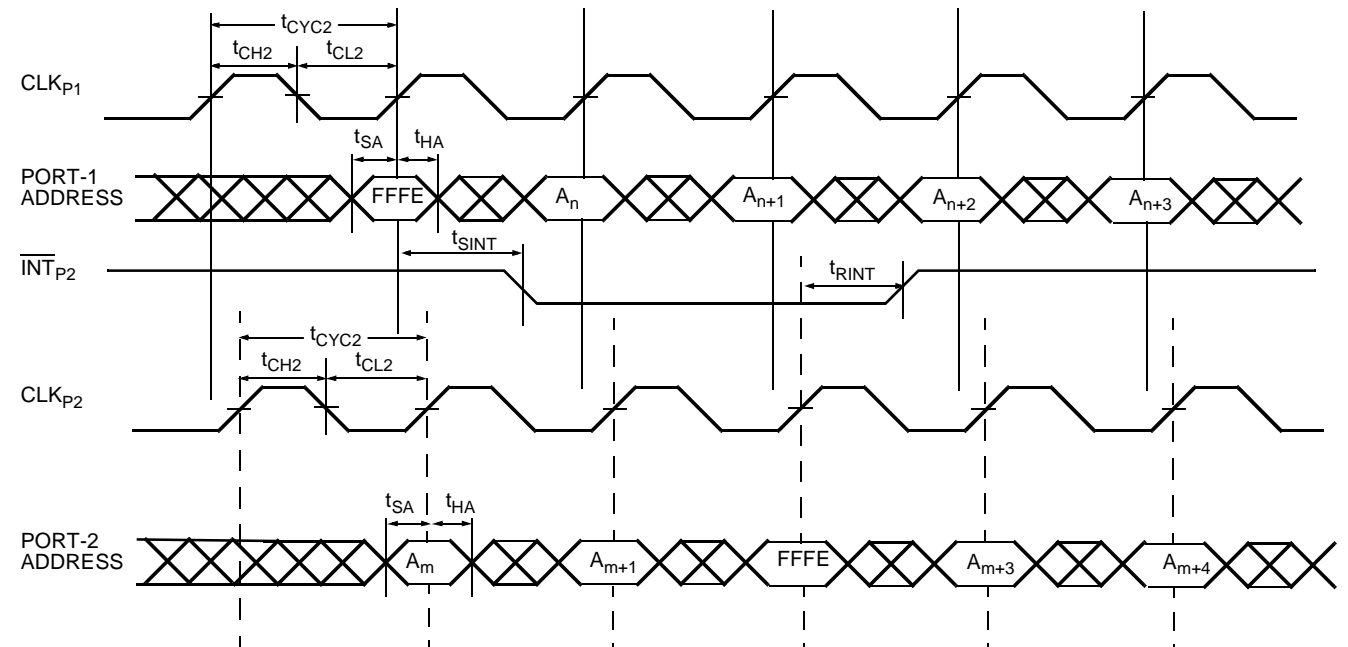 tCYC2
tCH2 tCL2
CLKP1
tSA tHA
PORT-1
ADDRESS
FFFE An An+1 An+2 An+3
tSINT
INTP2
tRINT
tCYC2
tCH2 tCL2
CLKP2
tSA tHA
PORT-2
ADDRESS
Am Am+1 FFFE Am+3 Am+4